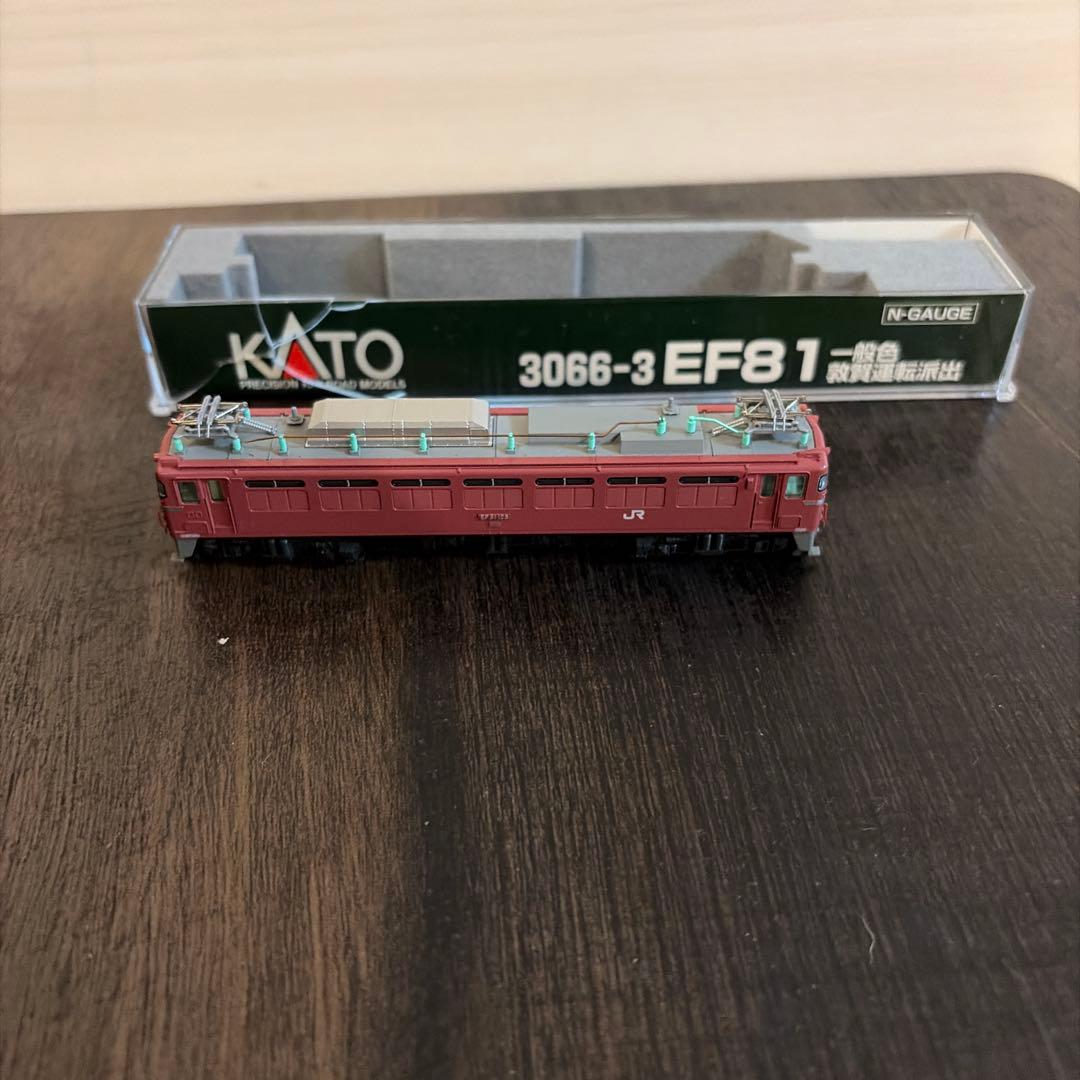 N-GAUGE
KATO
PRECISION RAILROAD MODELS
3066-3 EF81 一般色
敦賀運転派出
JR